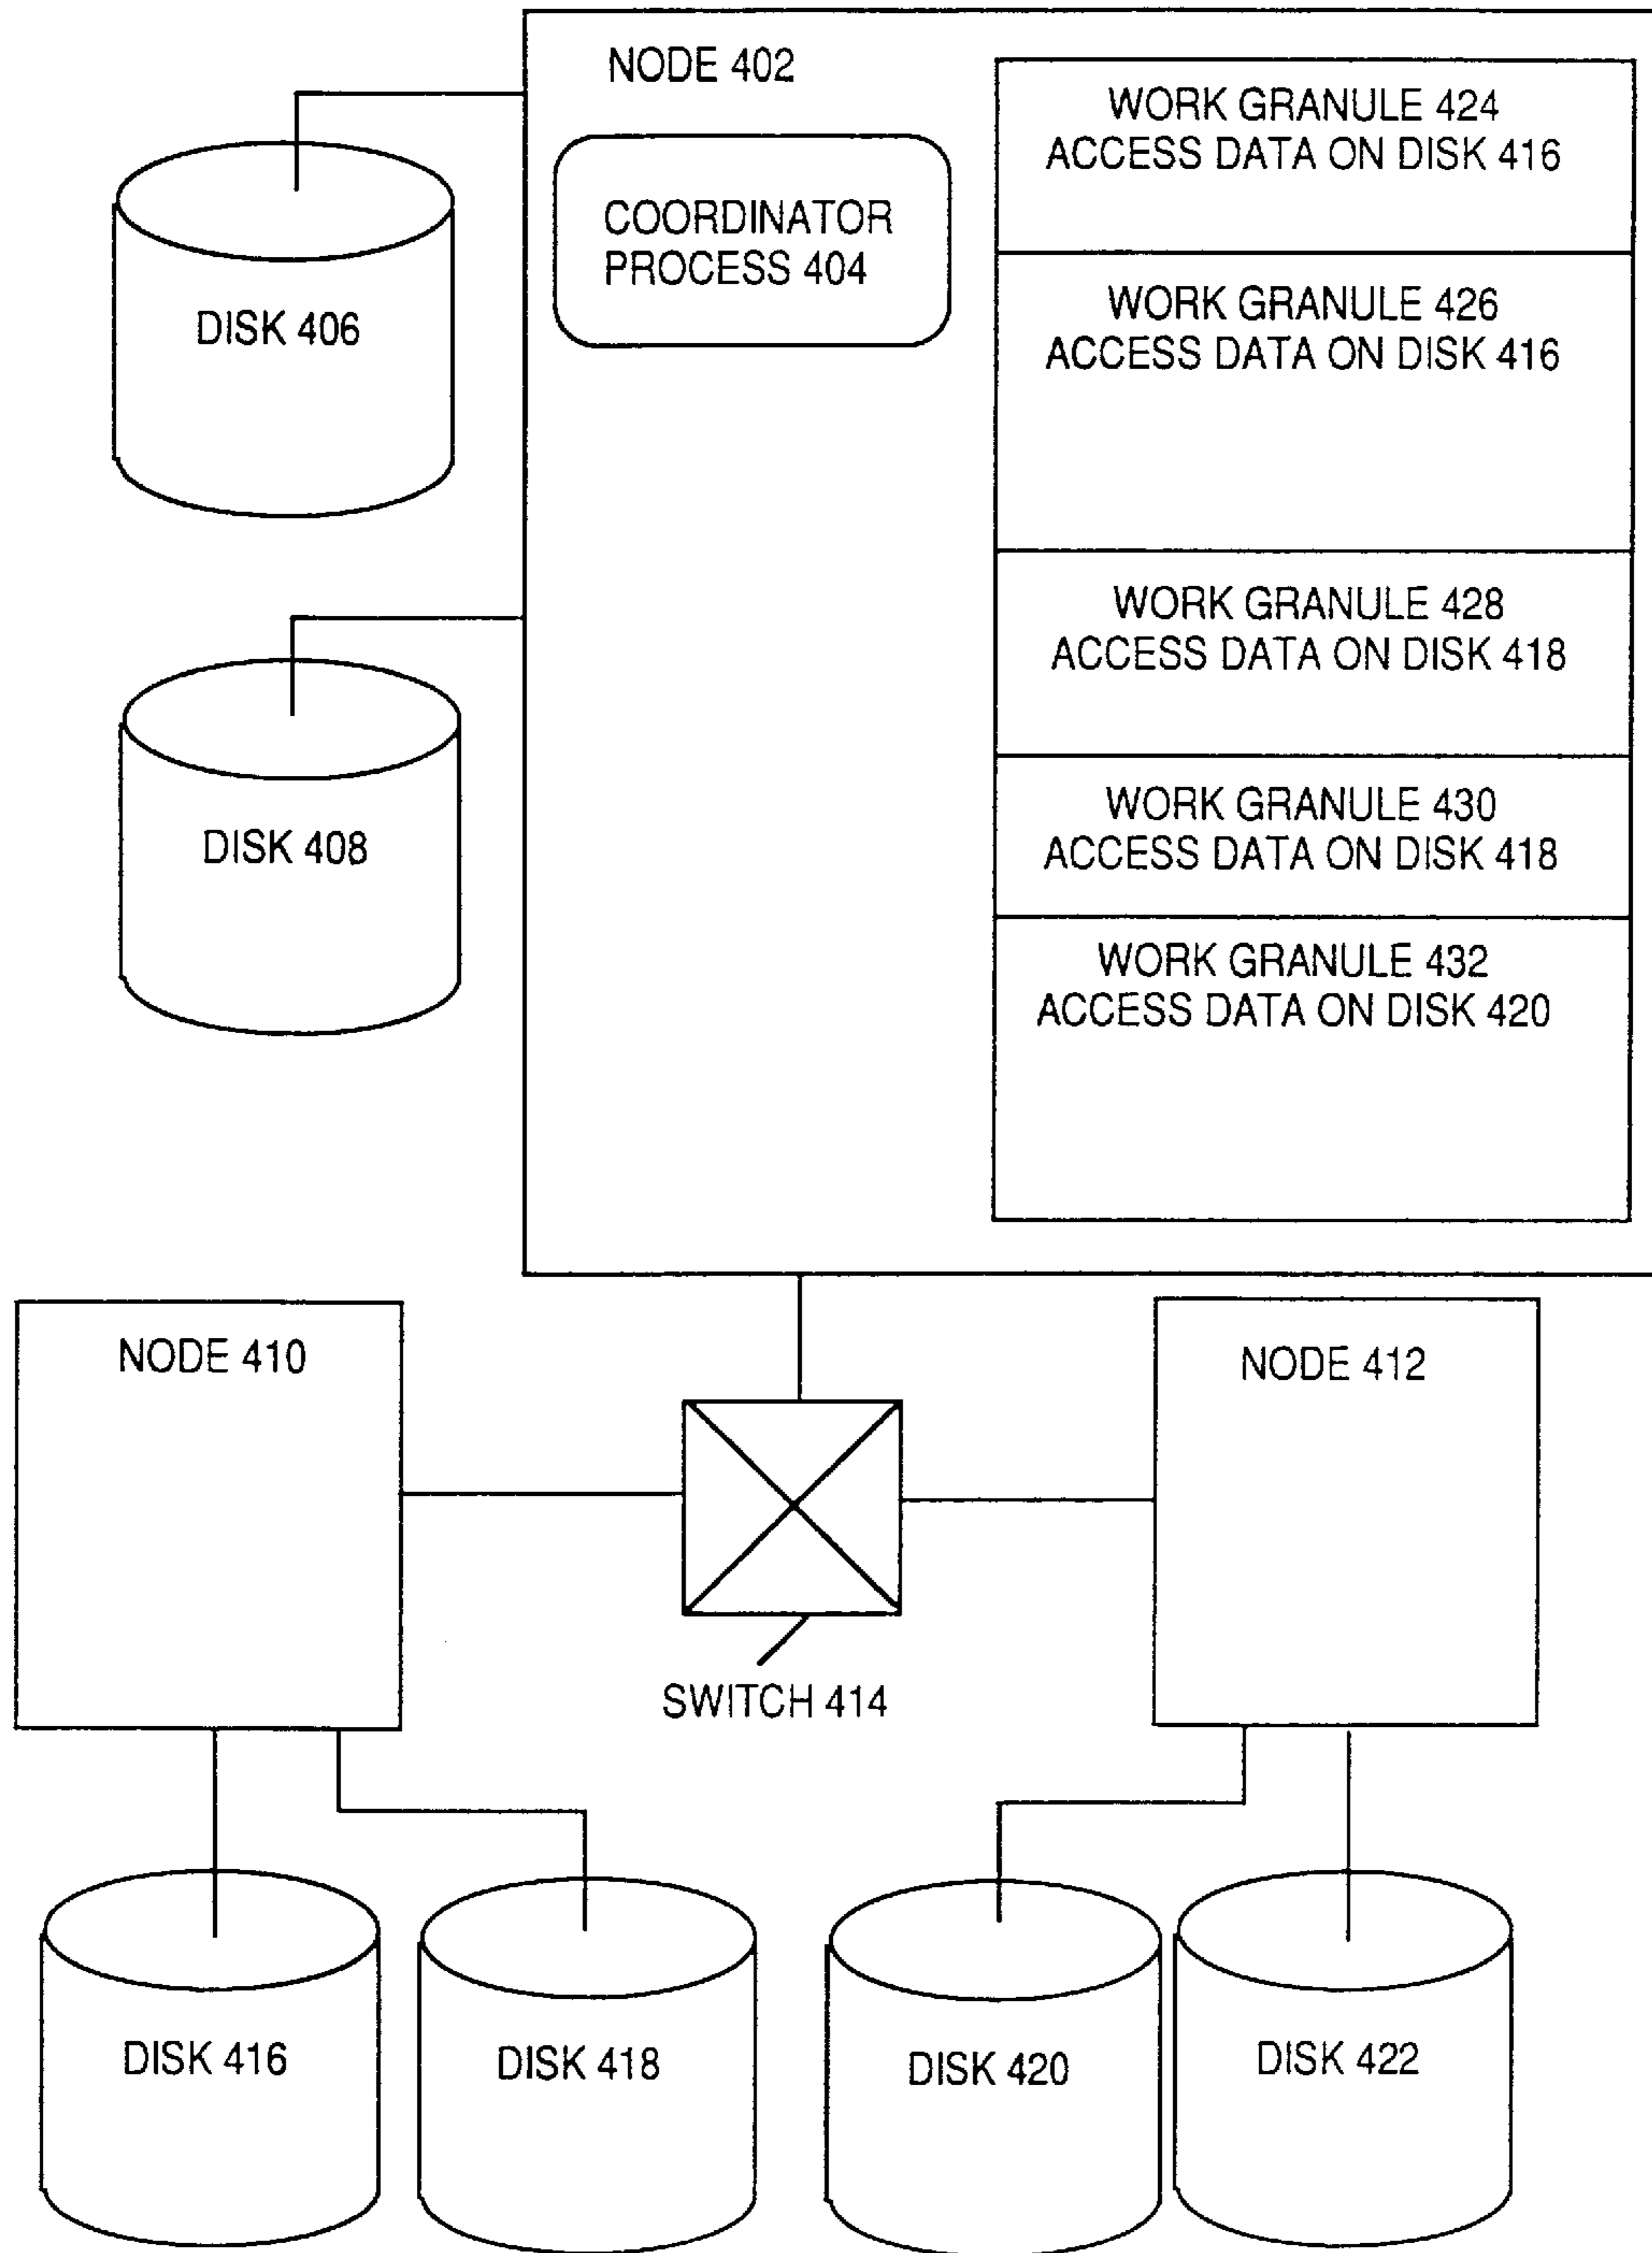 NODE 402
COORDINATOR
PROCESS 404
WORK GRANULE 424
ACCESS DATA ON DISK 416
WORK GRANULE 426
ACCESS DATA ON DISK 416
WORK GRANULE 428
ACCESS DATA ON DISK 418
WORK GRANULE 430
ACCESS DATA ON DISK 418
WORK GRANULE 432
ACCESS DATA ON DISK 420
DISK 406
DISK 408
NODE 410
NODE 412
SWITCH 414
DISK 416
DISK 418
DISK 420
DISK 422